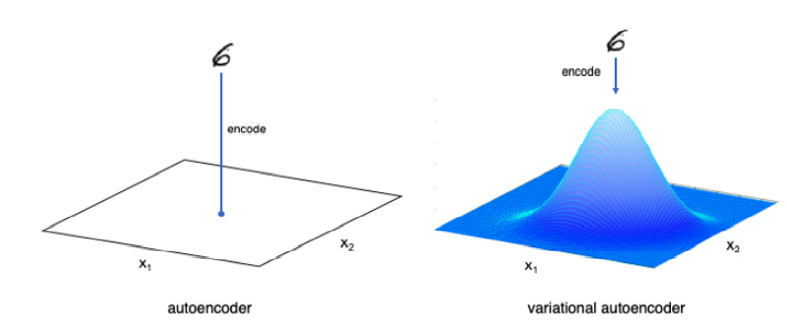 6
encode
x1
x2
autoencoder
6
encode
x1
x2
variational autoencoder